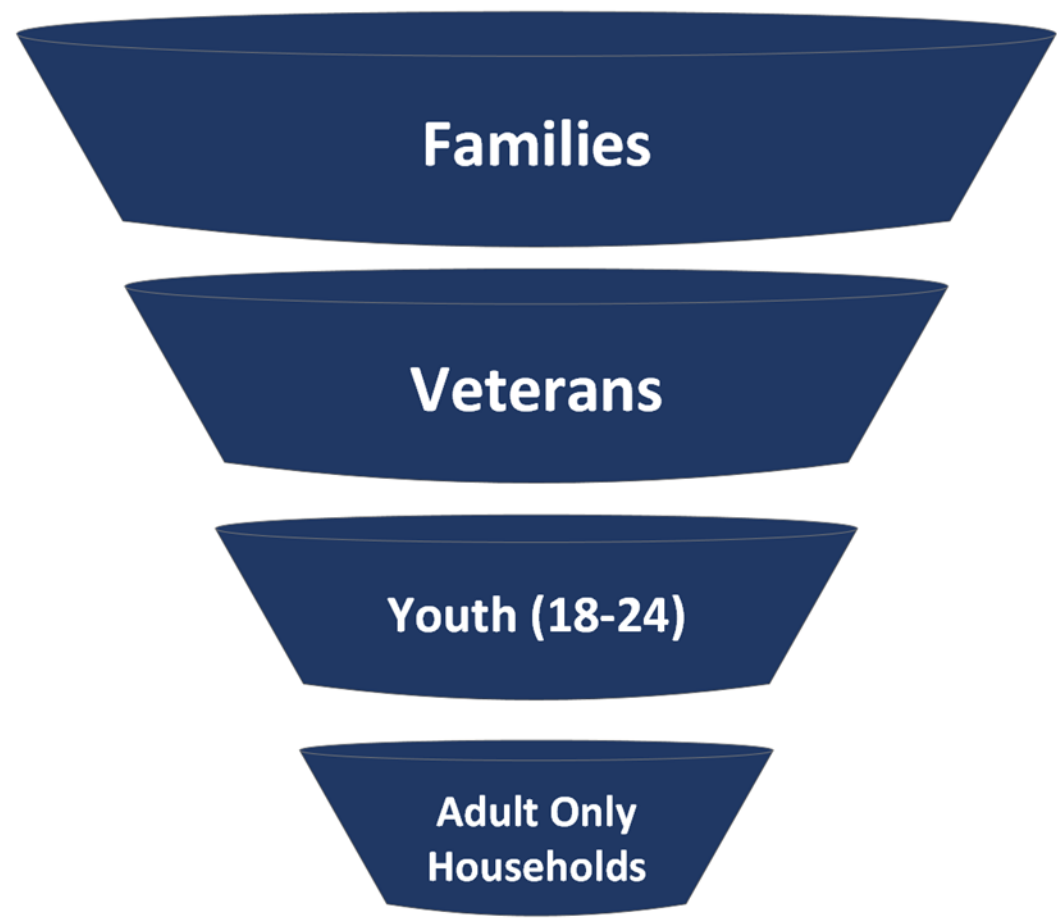 Families
Veterans
Youth (18-24)
Adult Only
Households